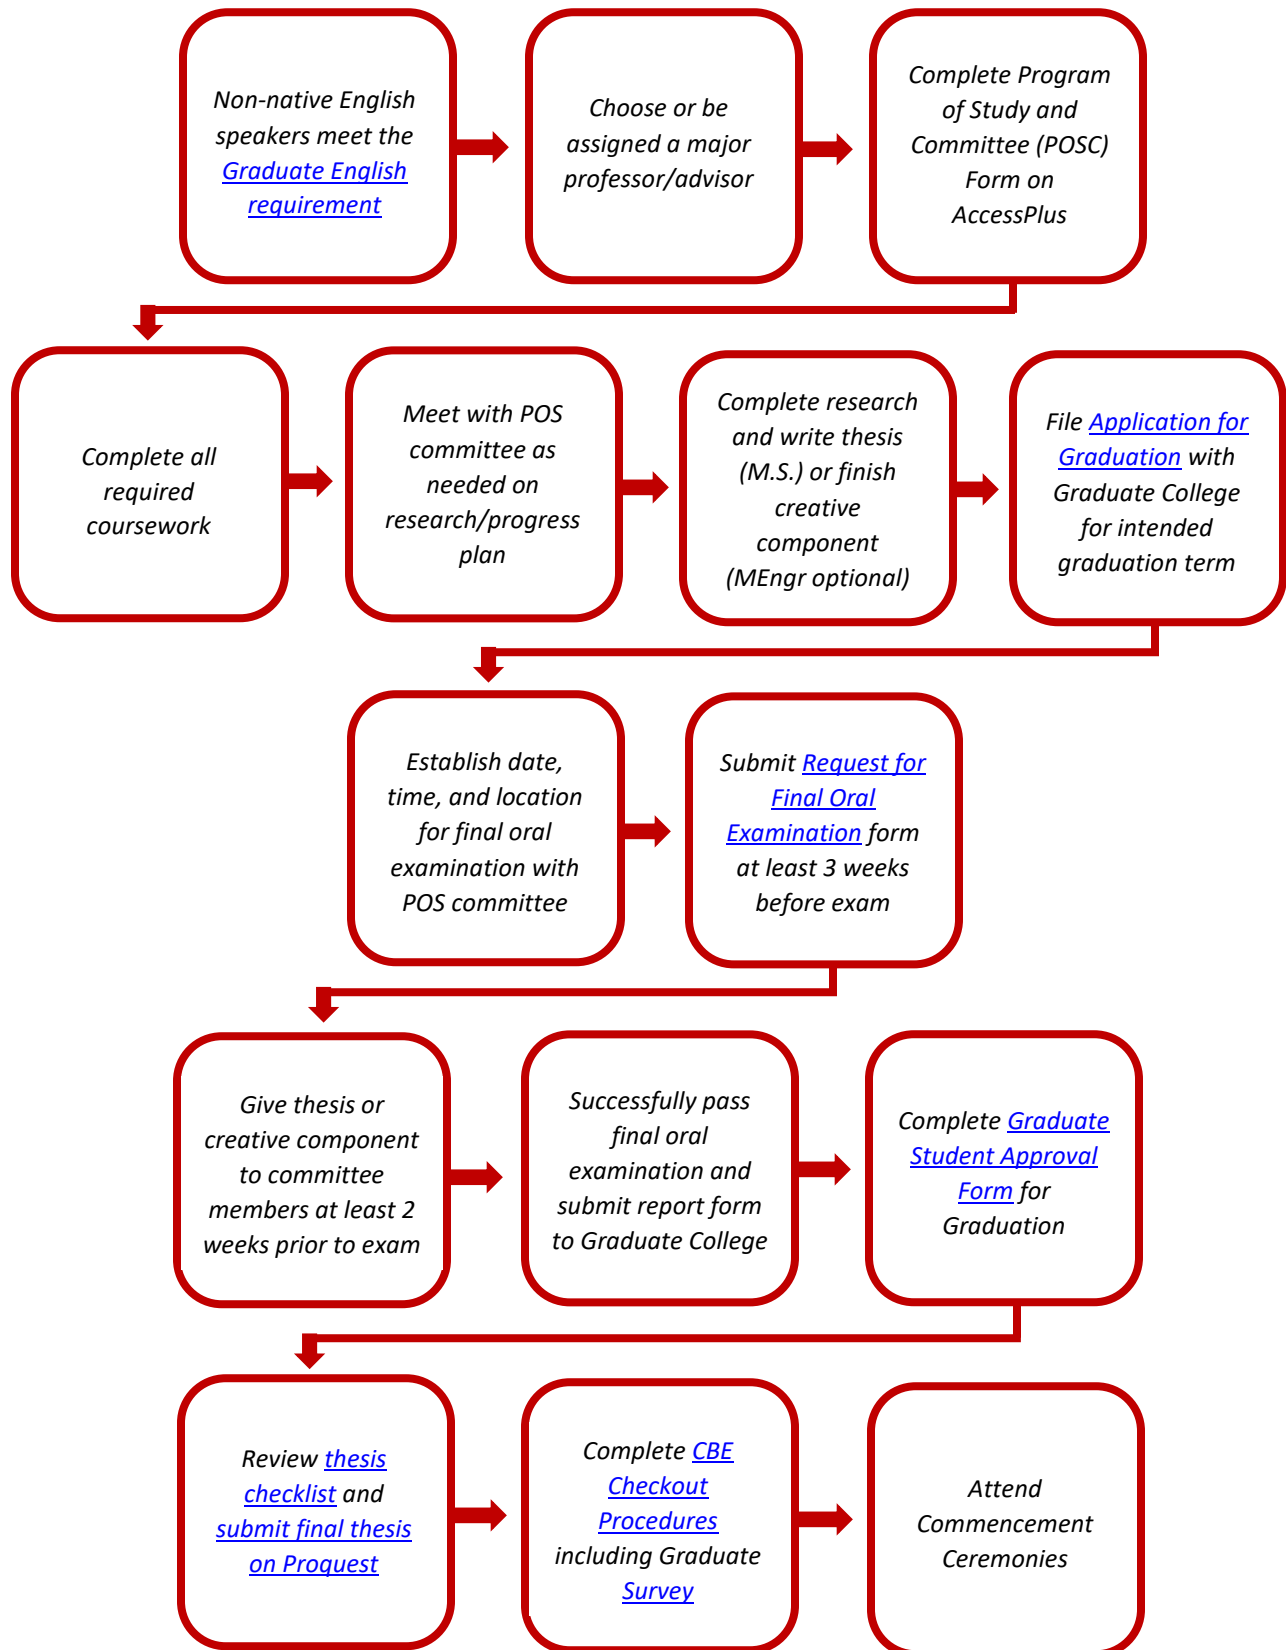 Non-native English
speakers meet the
Graduate English
requirement
Choose or be
assigned a major
professor/advisor
Complete Program
of Study and
Committee (POSC)
Form on
AccessPlus
Complete all
required
coursework
Meet with POS
committee as
needed on
research/progress
plan
Complete research
and write thesis
(M.S.) or finish
creative
component
(MEngr optional)
File Application for
Graduation with
Graduate College
for intended
graduation term
Establish date,
time, and location
for final oral
examination with
POS committee
Submit Request for
Final Oral
Examination form
at least 3 weeks
before exam
Give thesis or
creative component
to committee
members at least 2
weeks prior to exam
Successfully pass
final oral
examination and
submit report form
to Graduate College
Complete Graduate
Student Approval
Form for
Graduation
Review thesis
checklist and
submit final thesis
on Proquest
Complete CBE
Checkout
Procedures
including Graduate
Survey
Attend
Commencement
Ceremonies